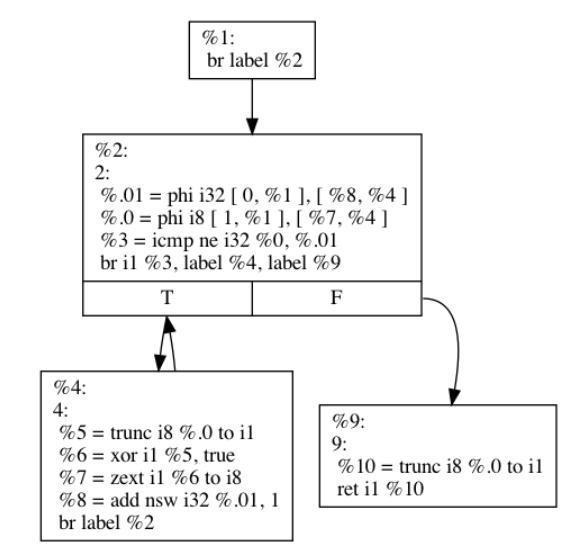 %1:
br label %2
%2:
2:
%.01 = phi i32 [ 0, %1 ], [ %8, %4 ]
%.0 = phi i8 [ 1, %1 ], [ %7, %4 ]
%3 = icmp ne i32 %0, %.01
br i1 %3, label %4, label %9
T F
%4:
4:
%5 = trunc i8 %.0 to i1
%6 = xor i1 %5, true
%7 = zext i1 %6 to i8
%8 = add nsw i32 %.01, 1
br label %2
%9:
9:
%10 = trunc i8 %.0 to i1
ret i1 %10